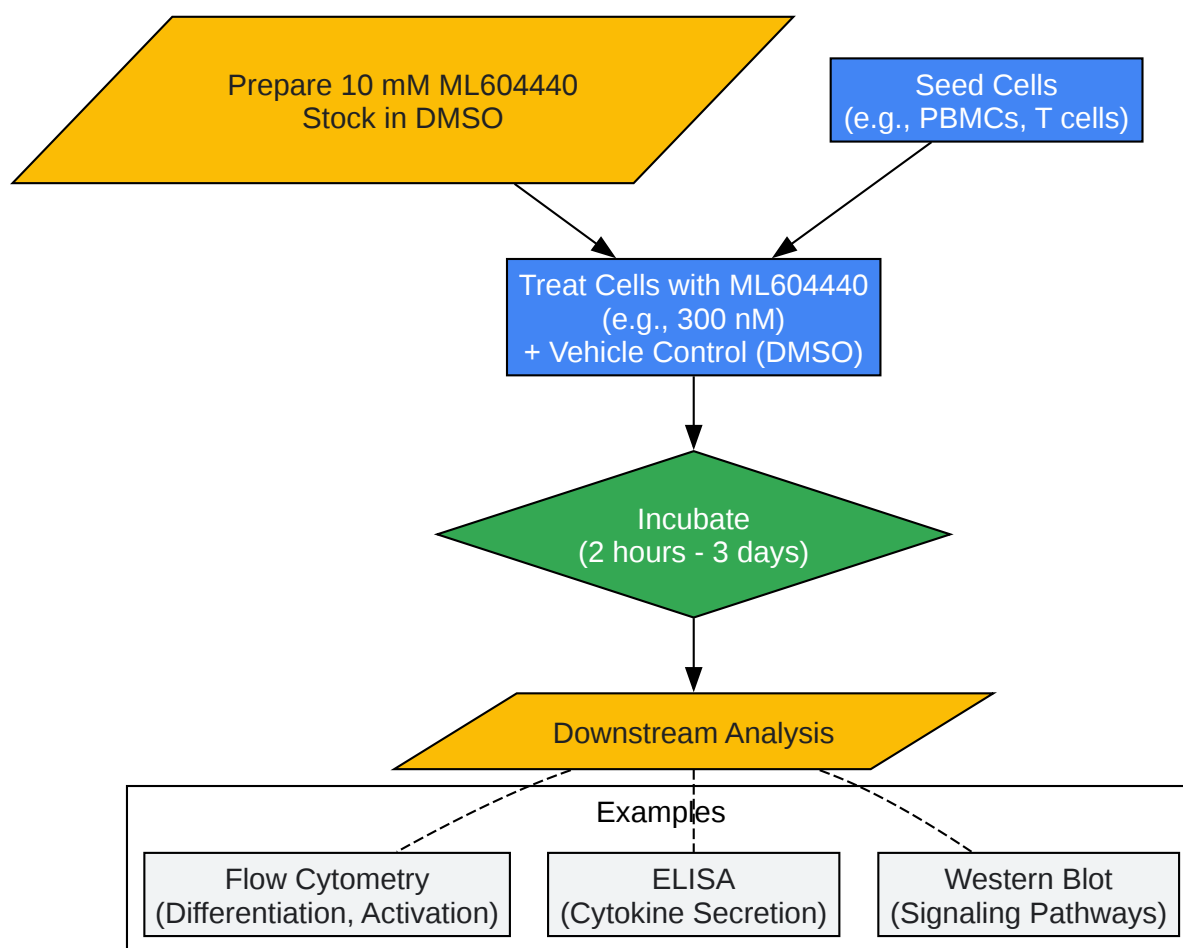 Prepare 10 mM ML604440
Stock in DMSO
Seed Cells
(e.g., PBMCs, T cells)
Treat Cells with ML604440
(e.g., 300 nM)
+ Vehicle Control (DMSO)
Incubate
(2 hours - 3 days)
Downstream Analysis
Examples
Flow Cytometry
(Differentiation, Activation)
ELISA
(Cytokine Secretion)
Western Blot
(Signaling Pathways)